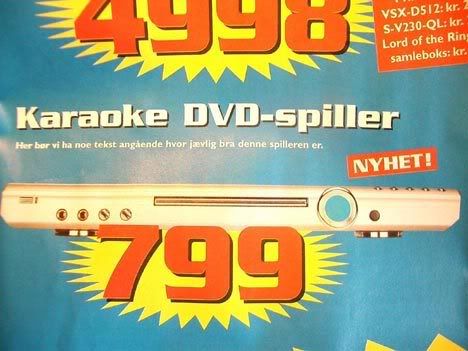 4998
VSX-D512: kr.
S-V230-QL: kr.
Lord of the Ring
samleboks: kr.
Karaoke DVD-spiller
Her bør vi ha noe tekst angående hvor jævlig bra denne spilleren er.
NYHET!
799